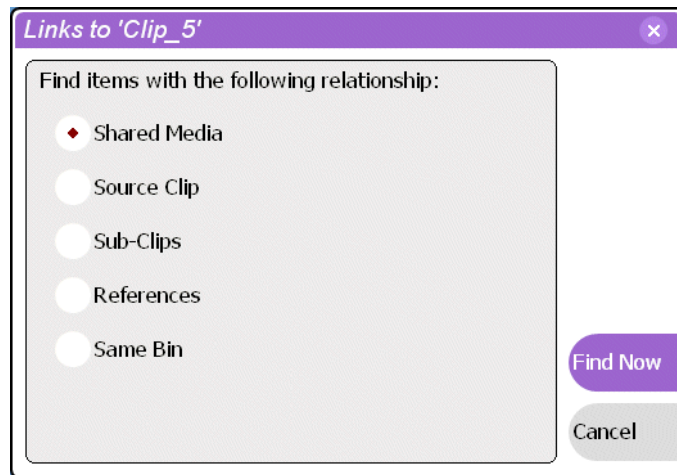 Links to 'Clip_5'
Find items with the following relationship:
Shared Media
Source Clip
Sub-Clips
References
Same Bin
Find Now
Cancel